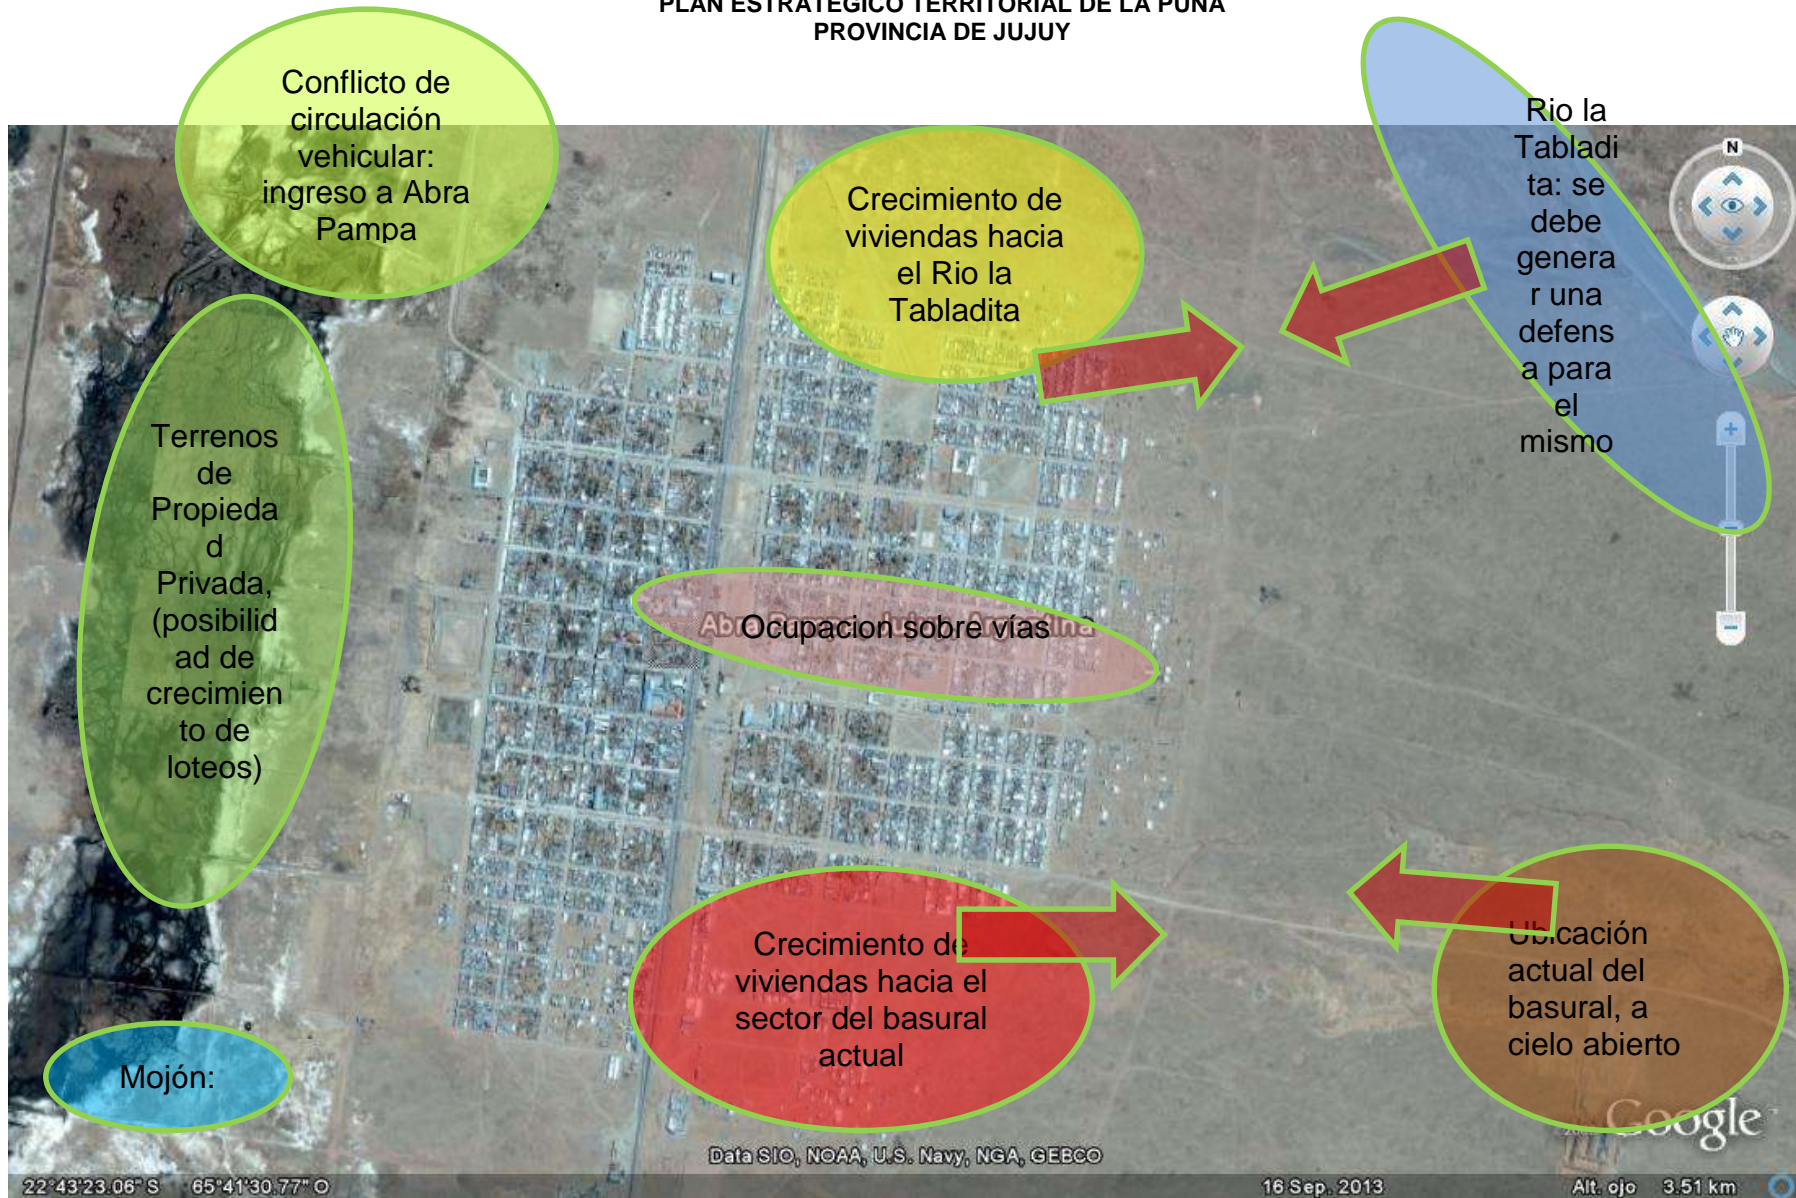 PLAN ESTRATEGICO TERRITORIAL DE LA PUNA
PROVINCIA DE JUJUY
Conflicto de
circulación
vehicular:
ingreso a Abra
Pampa
Crecimiento de
viviendas hacia
el Rio la
Tabladita
Rio la
Tabladi
ta: se
debe
genera
r una
defens
a para
el
mismo
N
Terrenos
de
Propieda
d
Privada,
(posibilid
ad de
crecimien
to de
loteos)
Ocupacion sobre vías
Crecimiento de
viviendas hacia el
sector del basural
actual
Ubicación
actual del
basural, a
cielo abierto
Mojón:
Google
Data SIO, NOAA, U.S. Navy, NGA, GEBCO
22°43'23.06" S 65°41'30.77" O 16 Sep. 2013 Alt. ojo 3.51 km